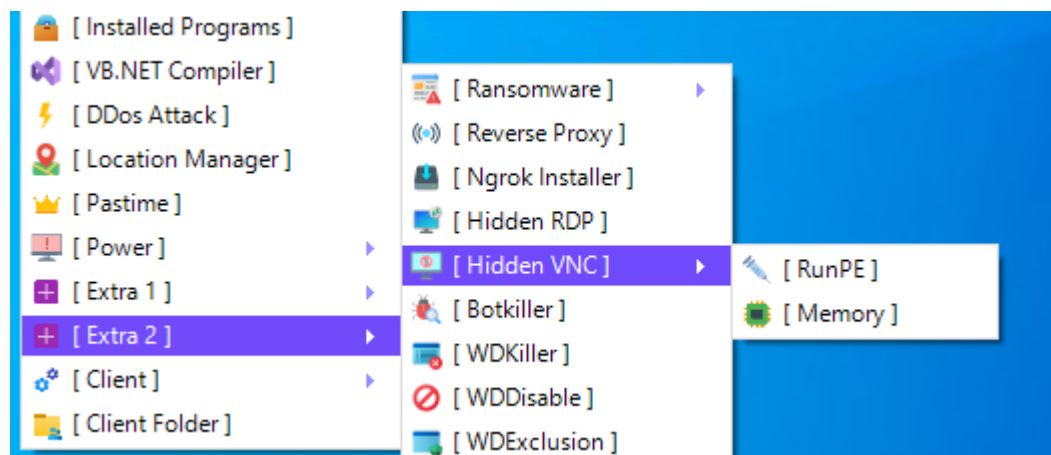 [ Installed Programs ]
[ VB.NET Compiler ]
[ DDos Attack ]
[ Location Manager ]
[ Pastime ]
[ Power ]
[ Extra 1 ]
[ Extra 2 ]
[ Client ]
[ Client Folder ]
[ Ransomware ]
[ Reverse Proxy ]
[ Ngrok Installer ]
[ Hidden RDP ]
[ Hidden VNC ]
[ Botkiller ]
[ WDKiller ]
[ WDDisable ]
[ WDExclusion ]
[ RunPE ]
[ Memory ]